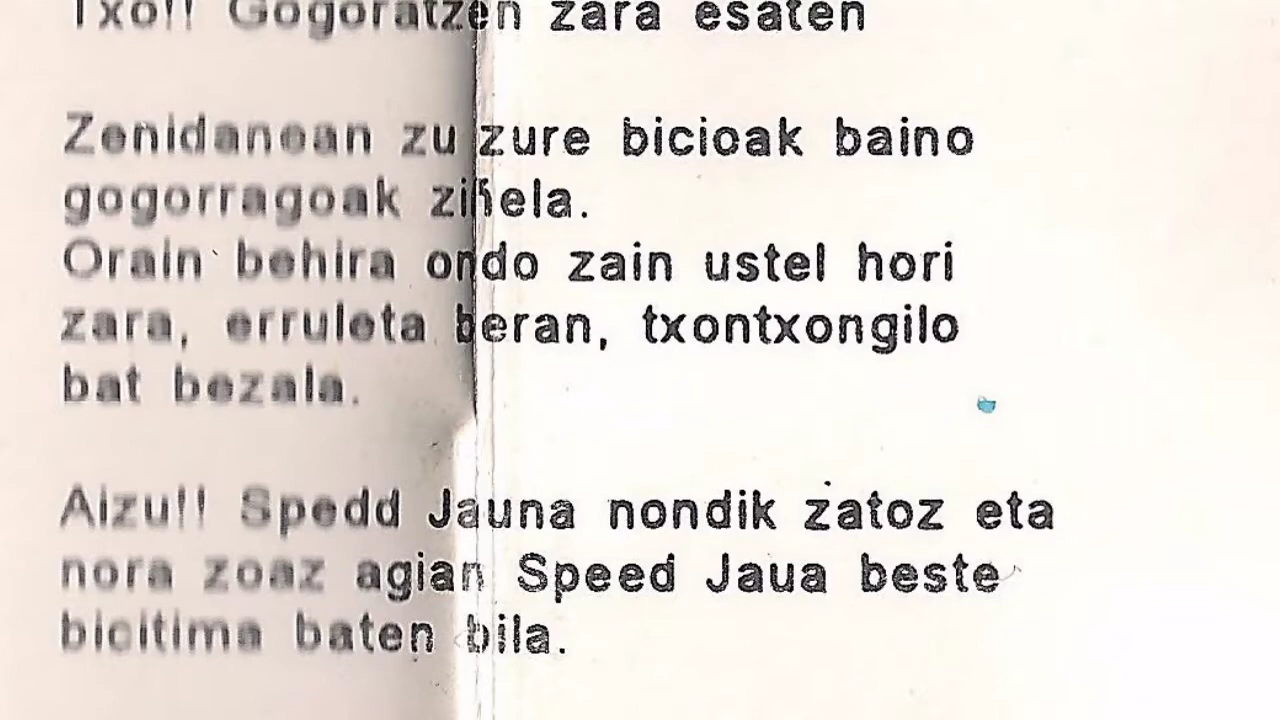 Txo!! Gogoratzen zara esaten
Zenidanean zu zure bicioak baino
gogorragoak ziñela.
Orain behira ondo zain ustel hori
zara, erruleta beran, txontxongilo
bat bezala.
Aizu!! Spedd Jauna nondik zatoz eta
nora zoaz agian Speed Jaua beste
bicitima baten bila.